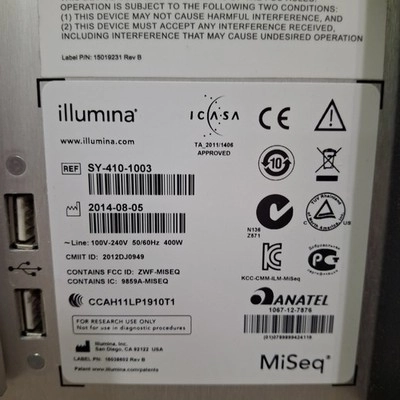 OPERATION IS SUBJECT TO THE FOLLOWING TWO CONDITIONS:
(1) THIS DEVICE MAY NOT CAUSE HARMFUL INTERFERENCE, AND
(2) THIS DEVICE MUST ACCEPT ANY INTERFERENCE RECEIVED,
INCLUDING INTERFERENCE THAT MAY CAUSE UNDESIRED OPERATION
Label P/N: 15019231 Rev B
illumina®
www.illumina.com
ICASA
TA_2011/1406
APPROVED
CE
REF SY-410-1003
2014-08-05
10
N136
Z871
~ Line: 100V-240V 50/60Hz 400W
CMIIT ID: 2012DJ0949
CONTAINS FCC ID: ZWF-MISEQ
CONTAINS IC: 9859A-MISEQ
KCC-CMM-ILM-MiSeq
CCAH11LP1910T1
ANATEL
1067-12-7876
FOR RESEARCH USE ONLY
Not for use in diagnostic procedures
Illumina, Inc.
San Diego, CA 92122 USA
www.illumina.com/patents
MiSeq®